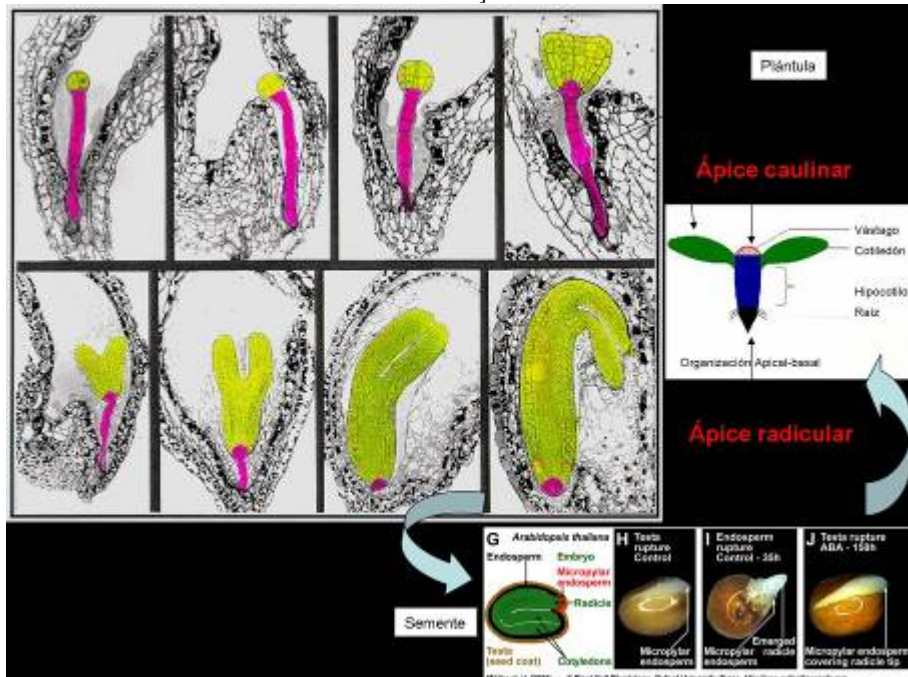 Plántula
Ápice caulinar
Vástago
Cotiledón
Hipocotilo
Raiz
Organización Apical-basal
Ápice radicular
Semente
G Arabidopsis thaliana
Endosperm
Embryo
Micropylar
endosperm
Radicle
Testa
(seed coat)
Cotyledons
H Testa
rupture
Control
Micropylar
endosperm
I Endosperm
rupture
Control - 35h
Emerged
radicle
Micropylar
endosperm
J Testa rupture
ABA - 150h
Micropylar endosperm
covering radicle tip